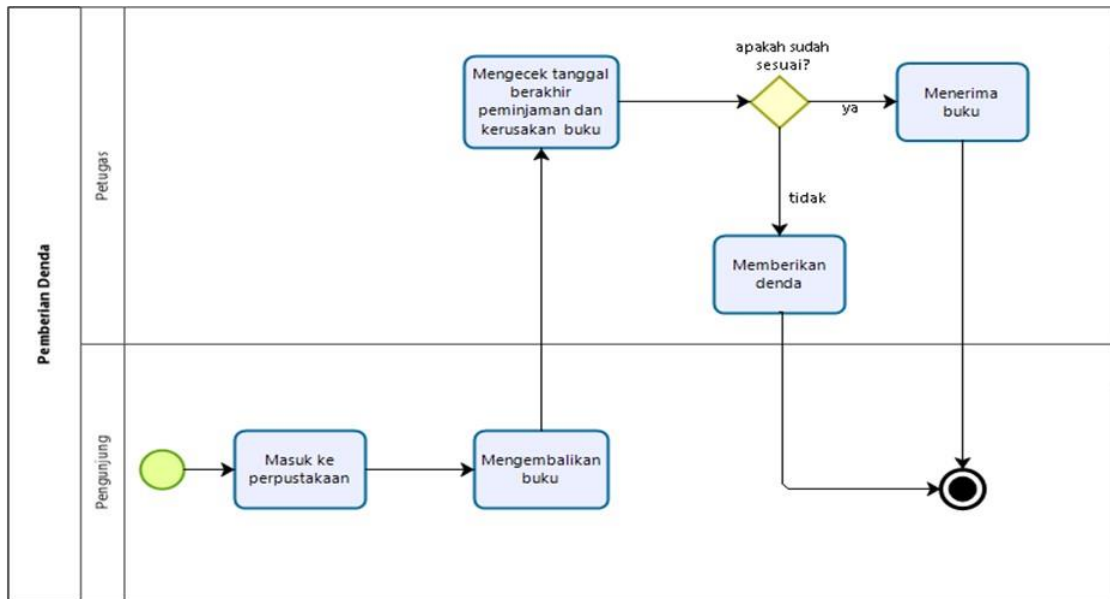 Pemberian Denda
Petugas
Mengecek tanggal
berakhir
peminjaman dan
kerusakan buku
apakah sudah
sesuai?
ya
Menerima
buku
tidak
Memberikan
denda
Pengunjung
Masuk ke
perpustakaan
Mengembalikan
buku